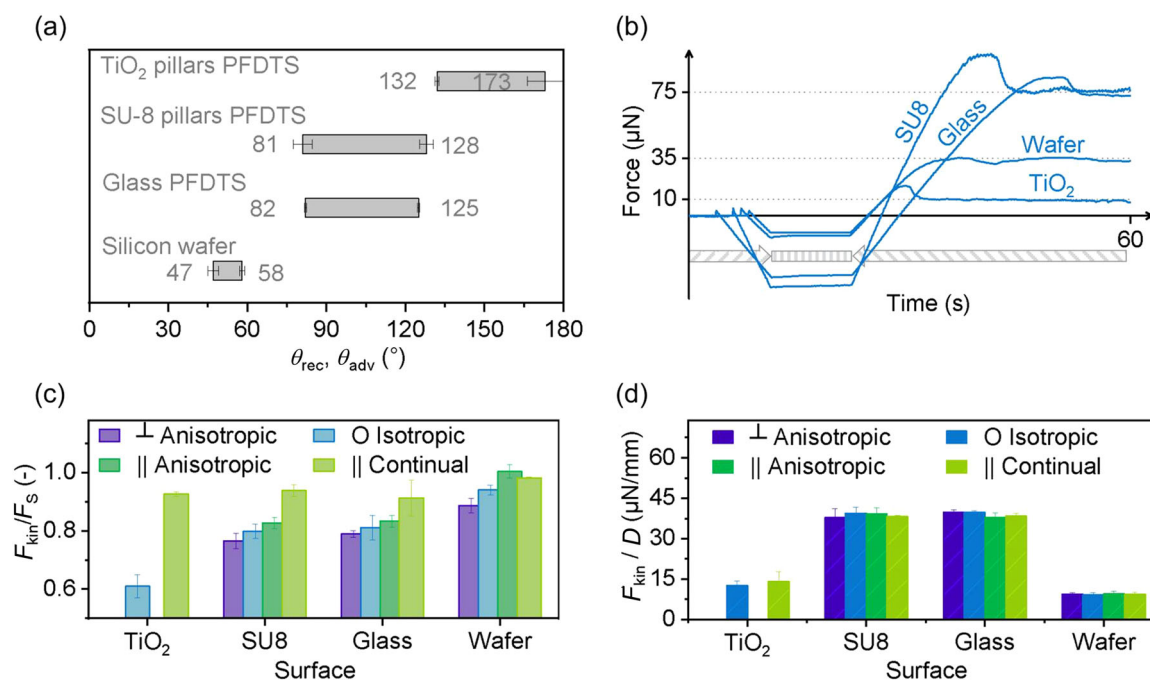 (a)
TiO₂ pillars PFDTS
132 173
SU-8 pillars PFDTS
81 128
Glass PFDTS
82 125
Silicon wafer
47 58
0 30 60 90 120 150 180
θrec, θadv (°)
(b)
Force (µN)
75
35
10
SU8
Glass
Wafer
TiO₂
60
Time (s)
(c)
⊥ Anisotropic O Isotropic
|| Anisotropic || Continual
Fkin/FS (-)
1.0
0.8
0.6
TiO₂ SU8 Glass Wafer
Surface
(d)
⊥ Anisotropic O Isotropic
|| Anisotropic || Continual
Fkin / D (µN/mm)
60
45
30
15
0
TiO₂ SU8 Glass Wafer
Surface